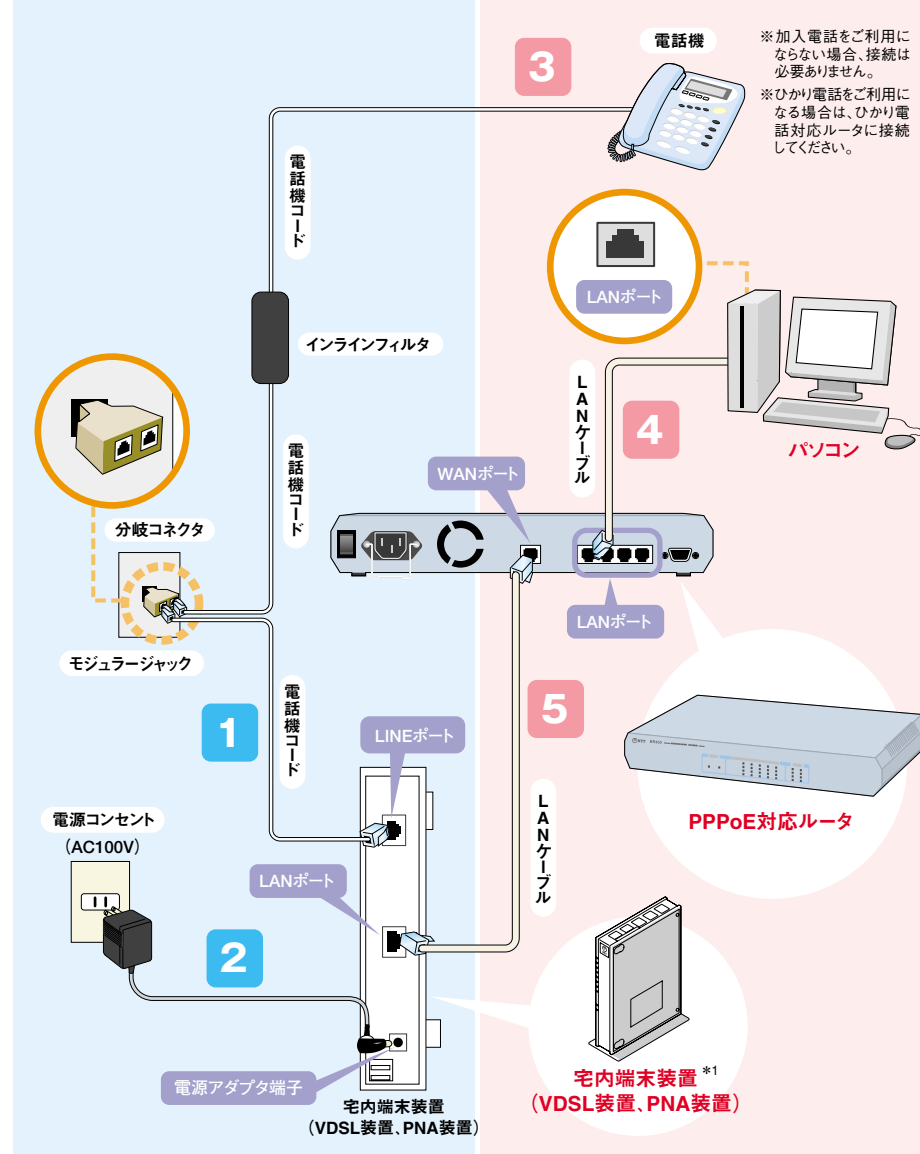 3
電話機
※加入電話をご利用に
ならない場合、接続は
必要ありません。
※ひかり電話をご利用に
なる場合は、ひかり電
話対応ルータに接続
してください。
電話機コード
LANポート
インラインフィルタ
LANケーブル
4
パソコン
電話機コード
WANポート
分岐コネクタ
LANポート
モジュラージャック
1
電話機コード
5
LINEポート
PPPoE対応ルータ
電源コンセント
(AC100V)
LANケーブル
LANポート
2
電源アダプタ端子
宅内端末装置
(VDSL装置、PNA装置)
宅内端末装置 *1
(VDSL装置、PNA装置)